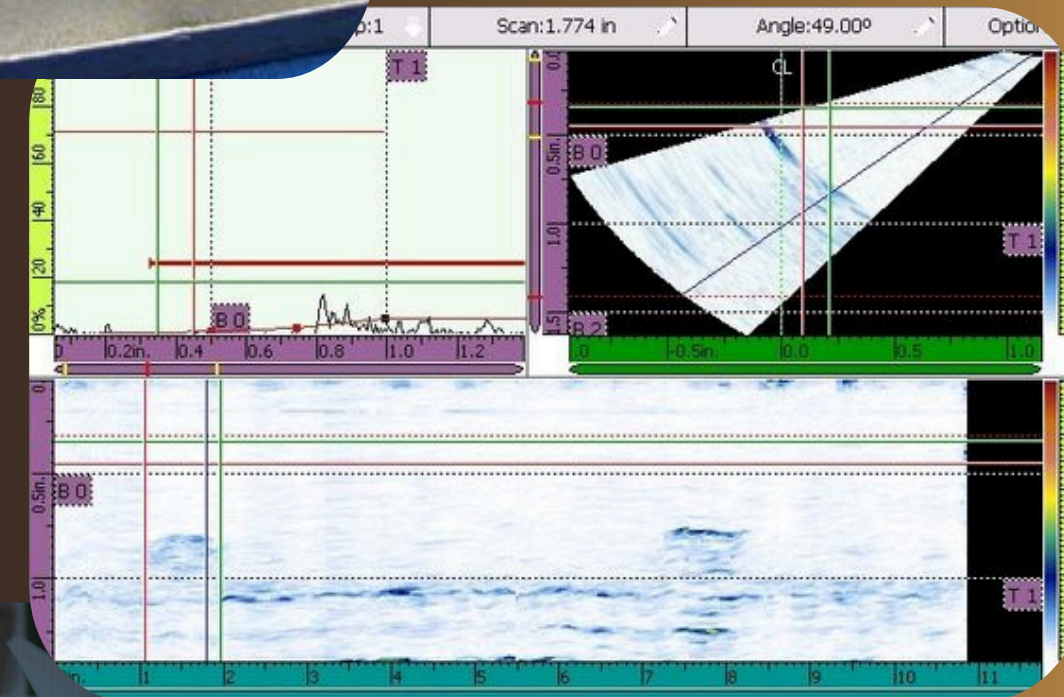 p:1 Scan:1.774 in Angle:49.00º Optio
T 1
CL
80
60
40
20
0%
B 0
0 0.2in. 0.4 0.6 0.8 1.0 1.2
0.0
0.5in.
1.0
1.5
B 0
T 1
B 2
.0 -0.5in. 0.0 0.5 1.0
0
0.5in.
1.0
B 0
T 1
in. 1 2 3 4 5 6 7 8 9 10 11